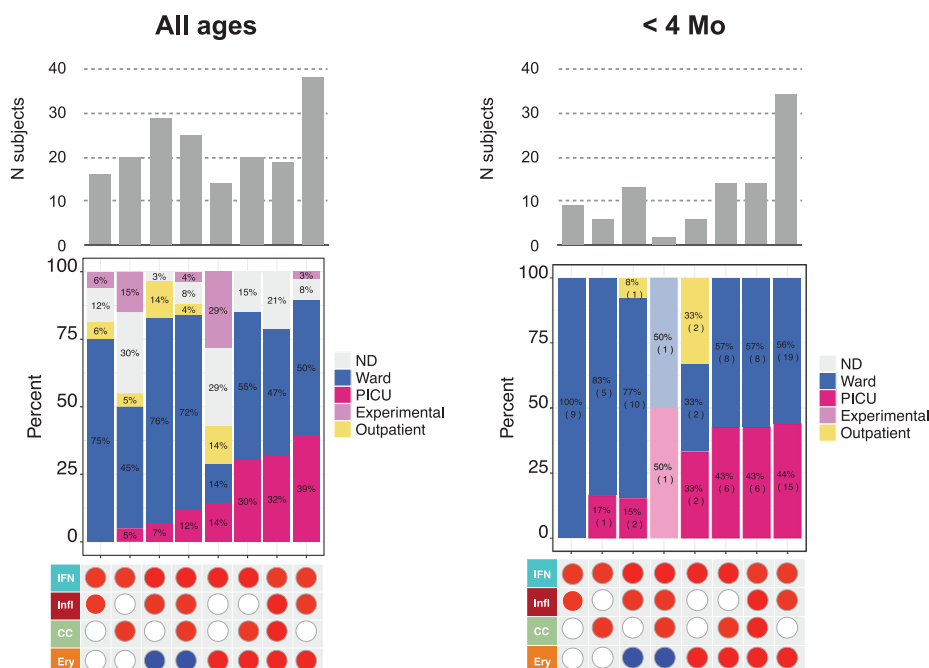 All ages
N subjects
40
30
20
10
0
Percent
100
75
50
25
0
6%
12%
6%
75%
15%
30%
5%
45%
5%
3%
14%
76%
7%
4%
8%
4%
72%
12%
29%
29%
14%
14%
14%
15%
55%
30%
21%
47%
32%
3%
8%
50%
39%
ND
Ward
PICU
Experimental
Outpatient
IFN
Infl
CC
Ery
< 4 Mo
N subjects
40
30
20
10
0
Percent
100
75
50
25
0
100%
( 9 )
83%
( 5 )
17%
( 1 )
8%
( 1 )
77%
( 10 )
15%
( 2 )
50%
( 1 )
50%
( 1 )
33%
( 2 )
33%
( 2 )
33%
( 2 )
57%
( 8 )
43%
( 6 )
57%
( 8 )
43%
( 6 )
56%
( 19 )
44%
( 15 )
ND
Ward
PICU
Experimental
Outpatient
IFN
Infl
CC
Ery